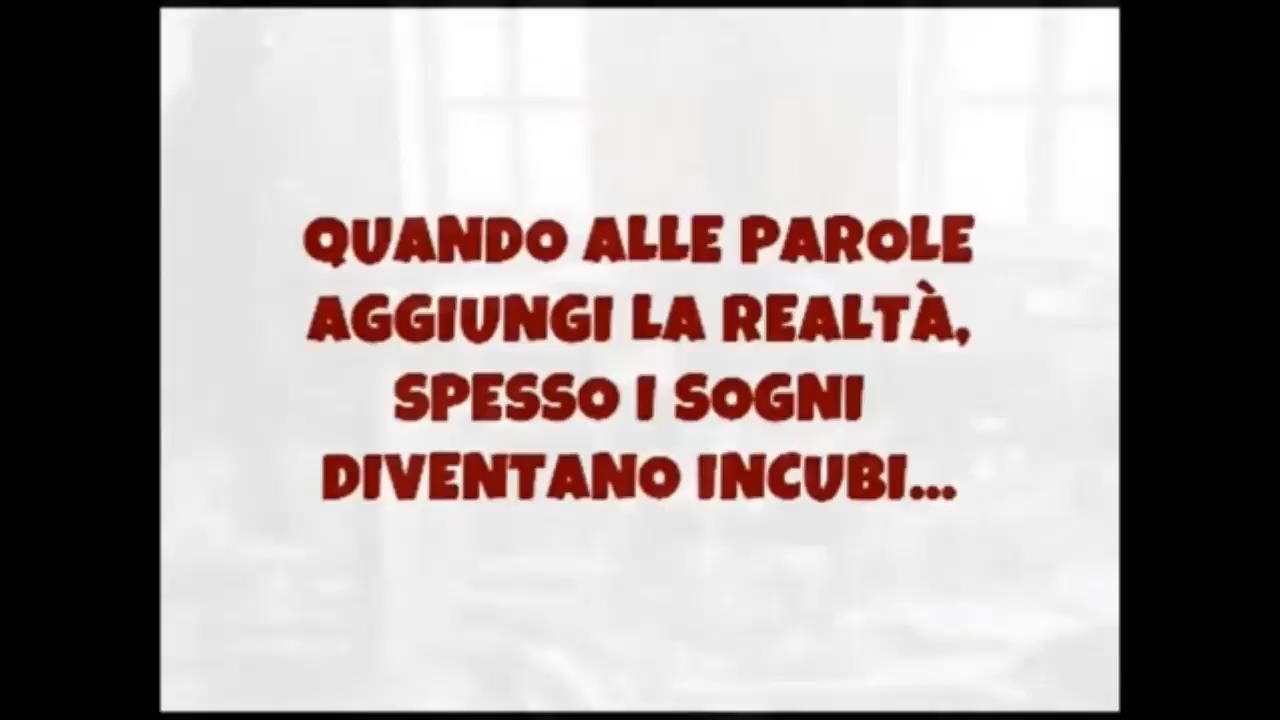 QUANDO ALLE PAROLE
AGGIUNGI LA REALTÀ,
SPESSO I SOGNI
DIVENTANO INCUBI...